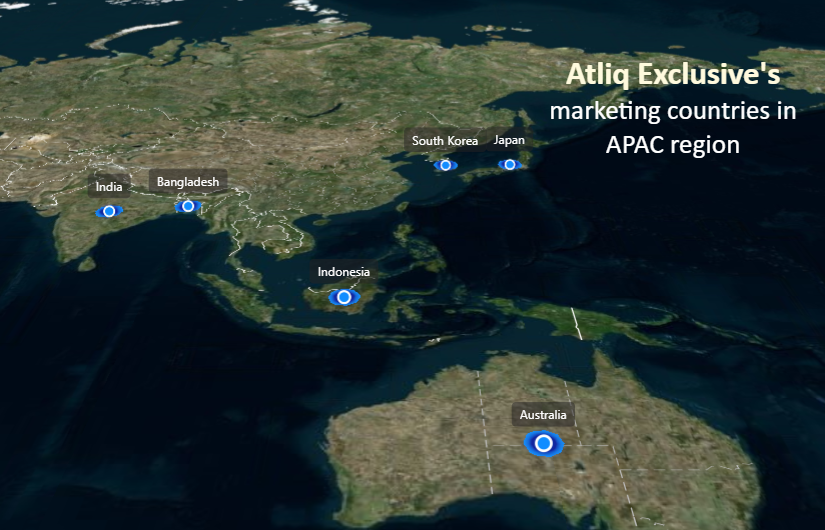 Atliq Exclusive's
marketing countries in
APAC region
South Korea
Japan
India
Bangladesh
Indonesia
Australia